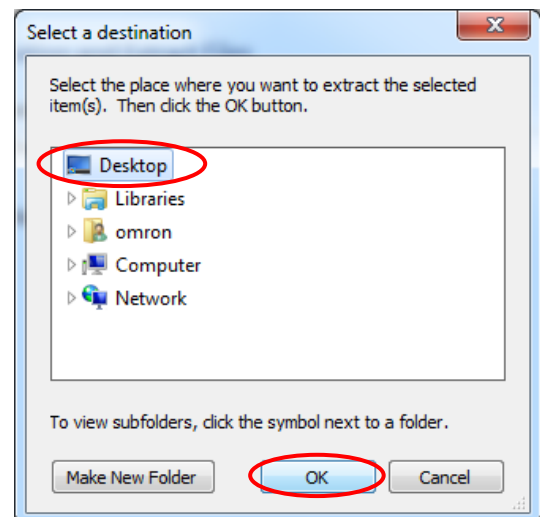 Select a destination
X
Select the place where you want to extract the selected
item(s). Then click the OK button.
Desktop
Libraries
omron
Computer
Network
To view subfolders, click the symbol next to a folder.
Make New Folder
OK
Cancel